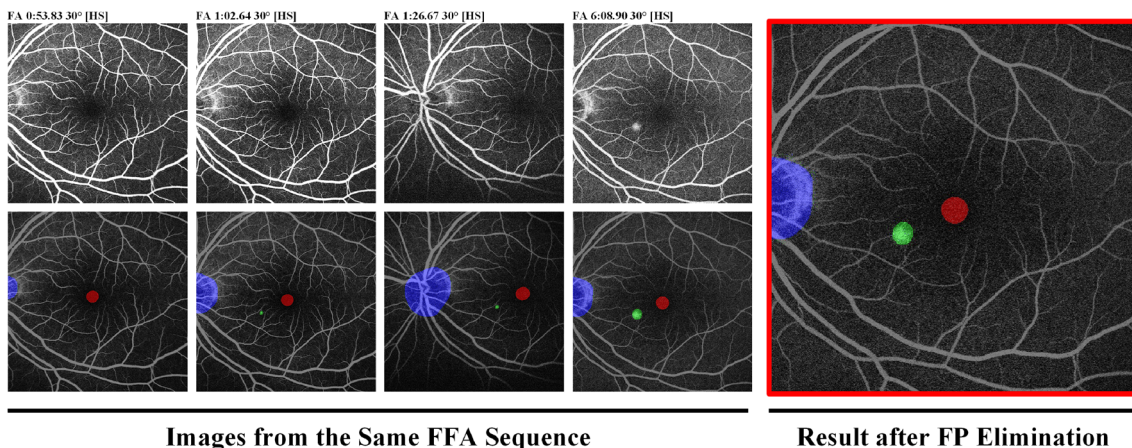 FA 0:53.83 30° [HS]
FA 1:02.64 30° [HS]
FA 1:26.67 30° [HS]
FA 6:08.90 30° [HS]
Images from the Same FFA Sequence
Result after FP Elimination